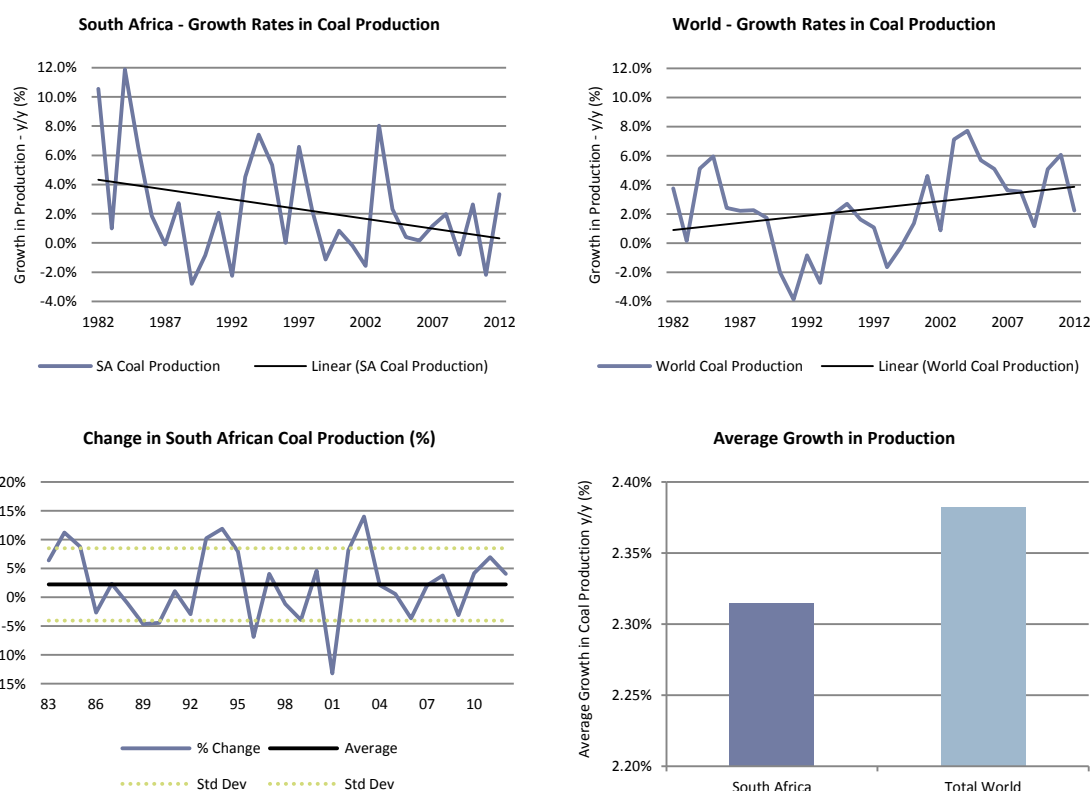 South Africa - Growth Rates in Coal Production
Growth in Production - y/y (%)
12.0%
10.0%
8.0%
6.0%
4.0%
2.0%
0.0%
-2.0%
-4.0%
1982 1987 1992 1997 2002 2007 2012
SA Coal Production Linear (SA Coal Production)
World - Growth Rates in Coal Production
Growth in Production - y/y (%)
12.0%
10.0%
8.0%
6.0%
4.0%
2.0%
0.0%
-2.0%
-4.0%
1982 1987 1992 1997 2002 2007 2012
World Coal Production Linear (World Coal Production)
Change in South African Coal Production (%)
20%
15%
10%
5%
0%
-5%
10%
15%
83 86 89 92 95 98 01 04 07 10
% Change Average
Std Dev Std Dev
Average Growth in Production
Average Growth in Coal Production y/y (%)
2.40%
2.35%
2.30%
2.25%
2.20%
South Africa Total World